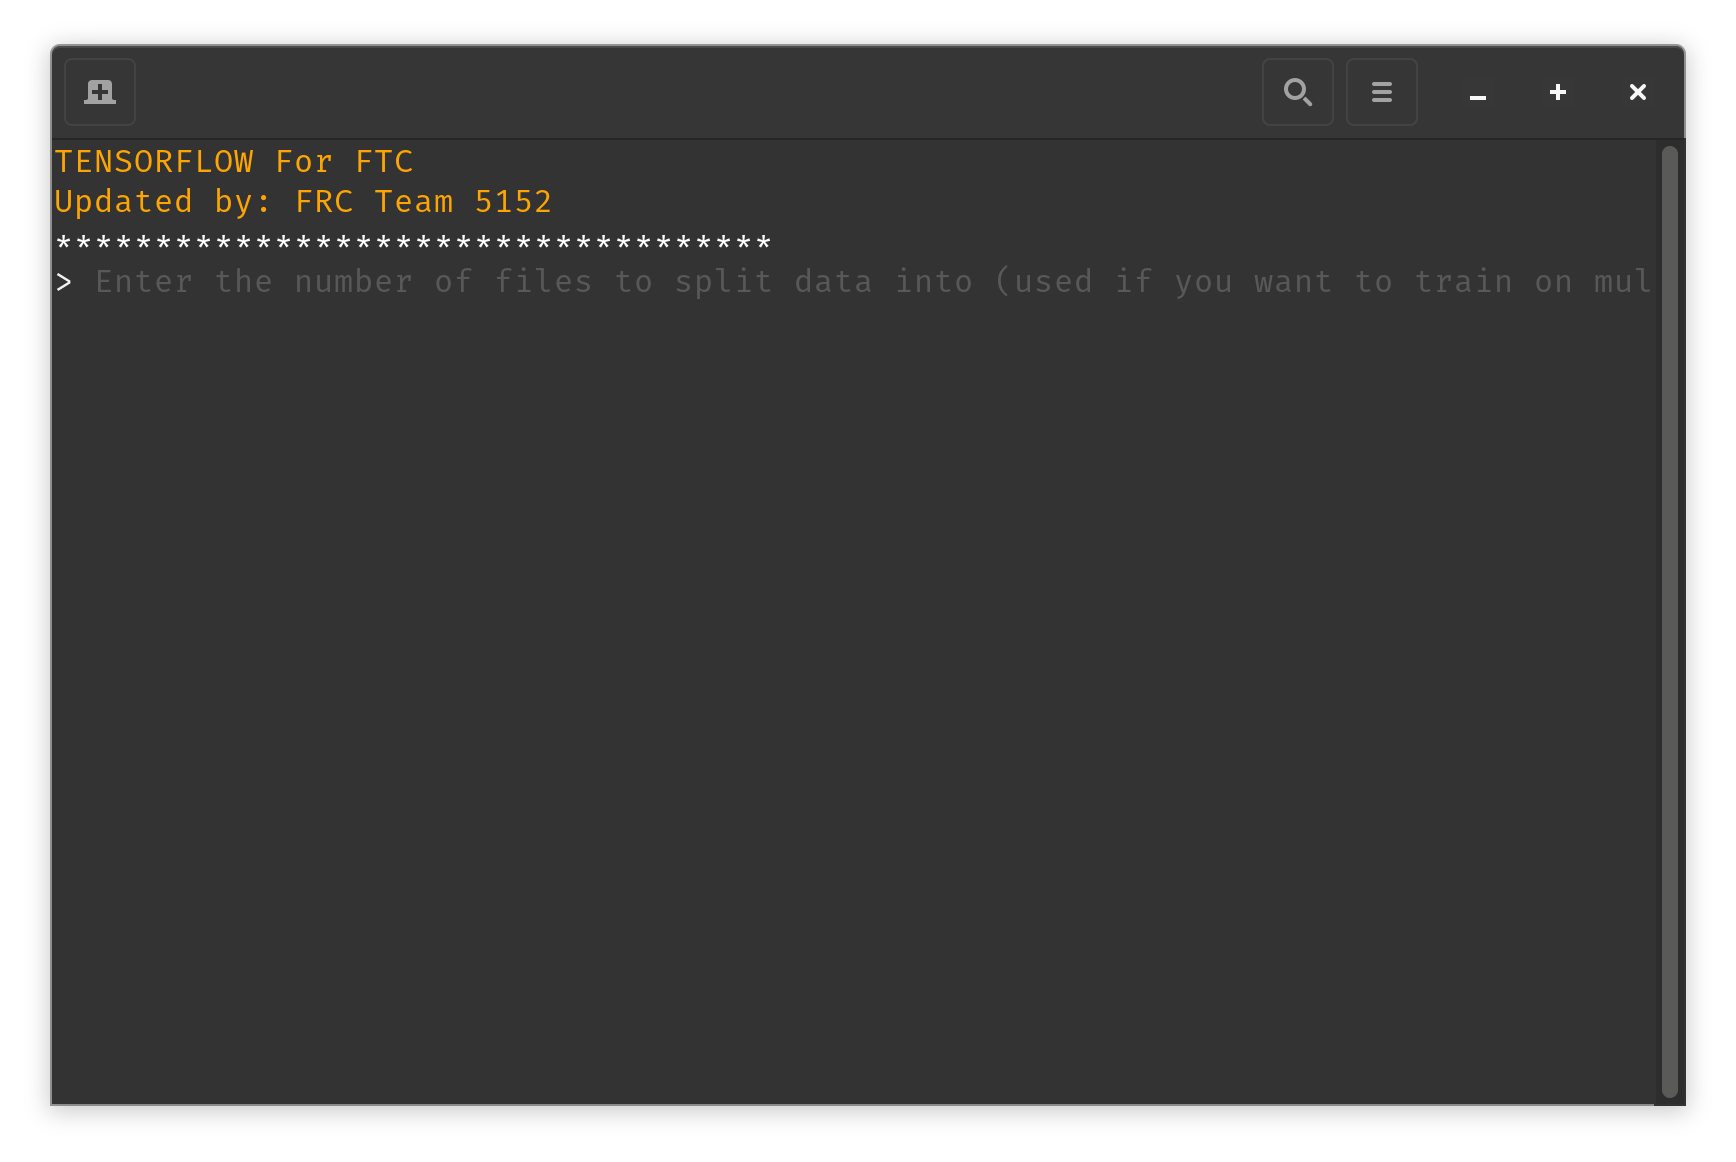 TENSORFLOW For FTC
Updated by: FRC Team 5152
************************************
> Enter the number of files to split data into (used if you want to train on mul